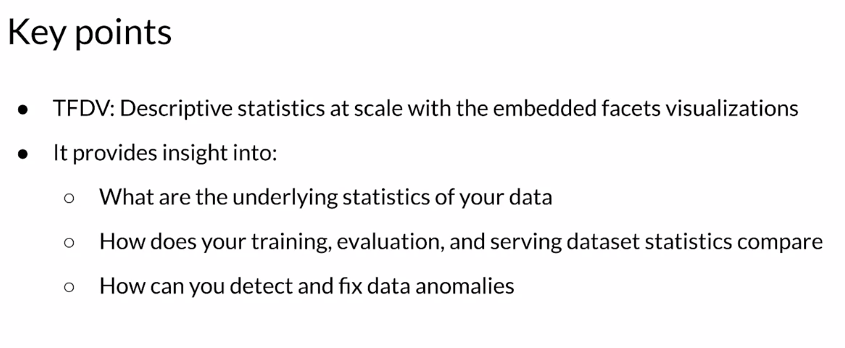 Key points
● TFDV: Descriptive statistics at scale with the embedded facets visualizations
● It provides insight into:
○ What are the underlying statistics of your data
○ How does your training, evaluation, and serving dataset statistics compare
○ How can you detect and fix data anomalies